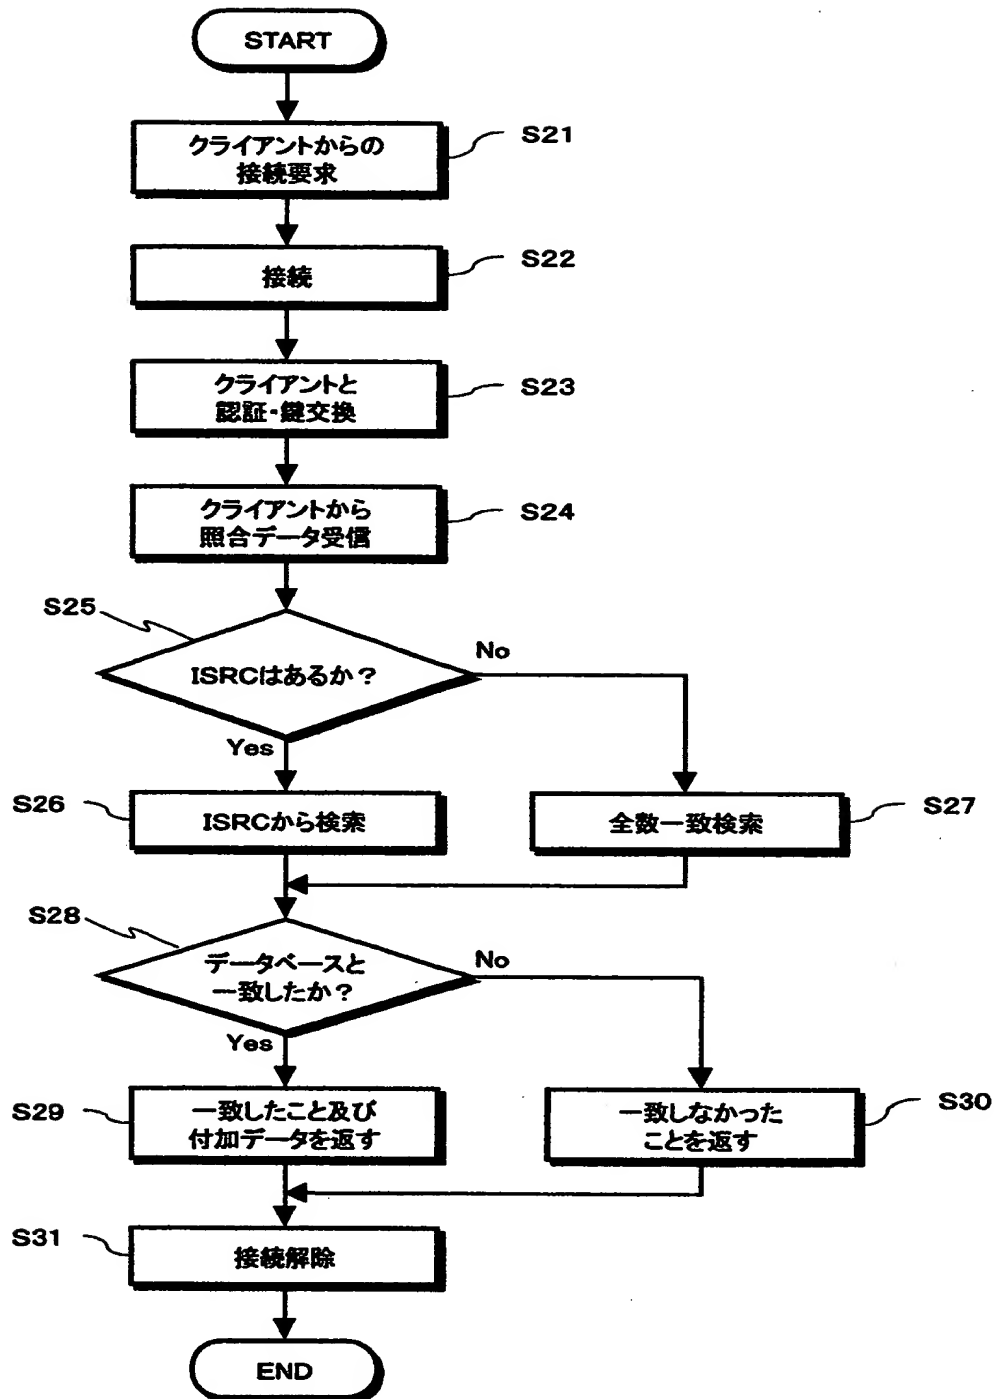 START
クライアントからの
接続要求
S21
接続
S22
クライアントと
認証・鍵交換
S23
クライアントから
照合データ受信
S24
S25
ISRCはあるか？
No
Yes
S26
ISRCから検索
全数一致検索
S27
S28
データベースと
一致したか？
No
Yes
S29
一致したこと及び
付加データを返す
一致しなかった
ことを返す
S30
S31
接続解除
END